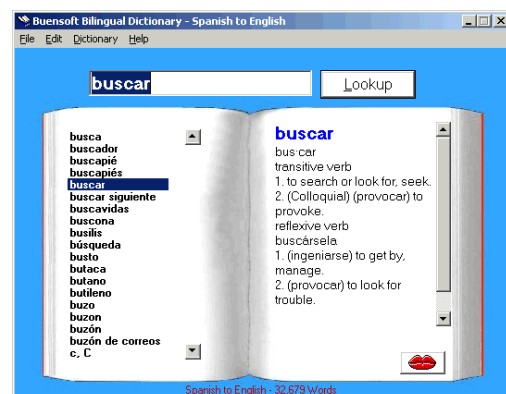 Buensoft Bilingual Dictionary - Spanish to English
File Edit Dictionary Help
buscar
Lookup
busca
buscador
buscapié
buscapiés
buscar
buscar siguiente
buscavidas
buscona
busilis
búsqueda
busto
butaca
butano
butileno
buzo
buzon
buzón
buzón de correos
c, C
buscar
bus·car
transitive verb
1. to search or look for, seek.
2. (Colloquial) (provocar) to
provoke.
reflexive verb
buscársela
1. (ingeniarse) to get by,
manage.
2. (provocar) to look for
trouble.
Spanish to English - 32,679 Words